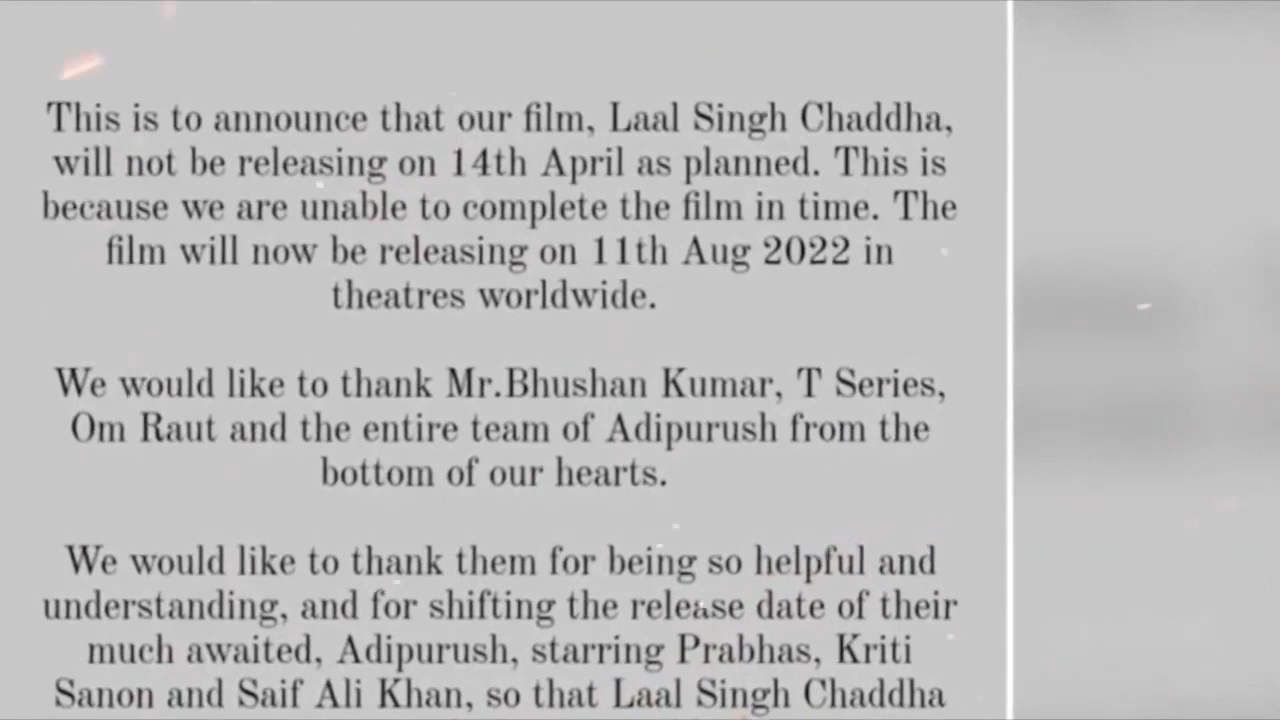 This is to announce that our film, Laal Singh Chaddha,
will not be releasing on 14th April as planned. This is
because we are unable to complete the film in time. The
film will now be releasing on 11th Aug 2022 in
theatres worldwide.
We would like to thank Mr.Bhushan Kumar, T Series,
Om Raut and the entire team of Adipurush from the
bottom of our hearts.
We would like to thank them for being so helpful and
understanding, and for shifting the release date of their
much awaited, Adipurush, starring Prabhas, Kriti
Sanon and Saif Ali Khan, so that Laal Singh Chaddha